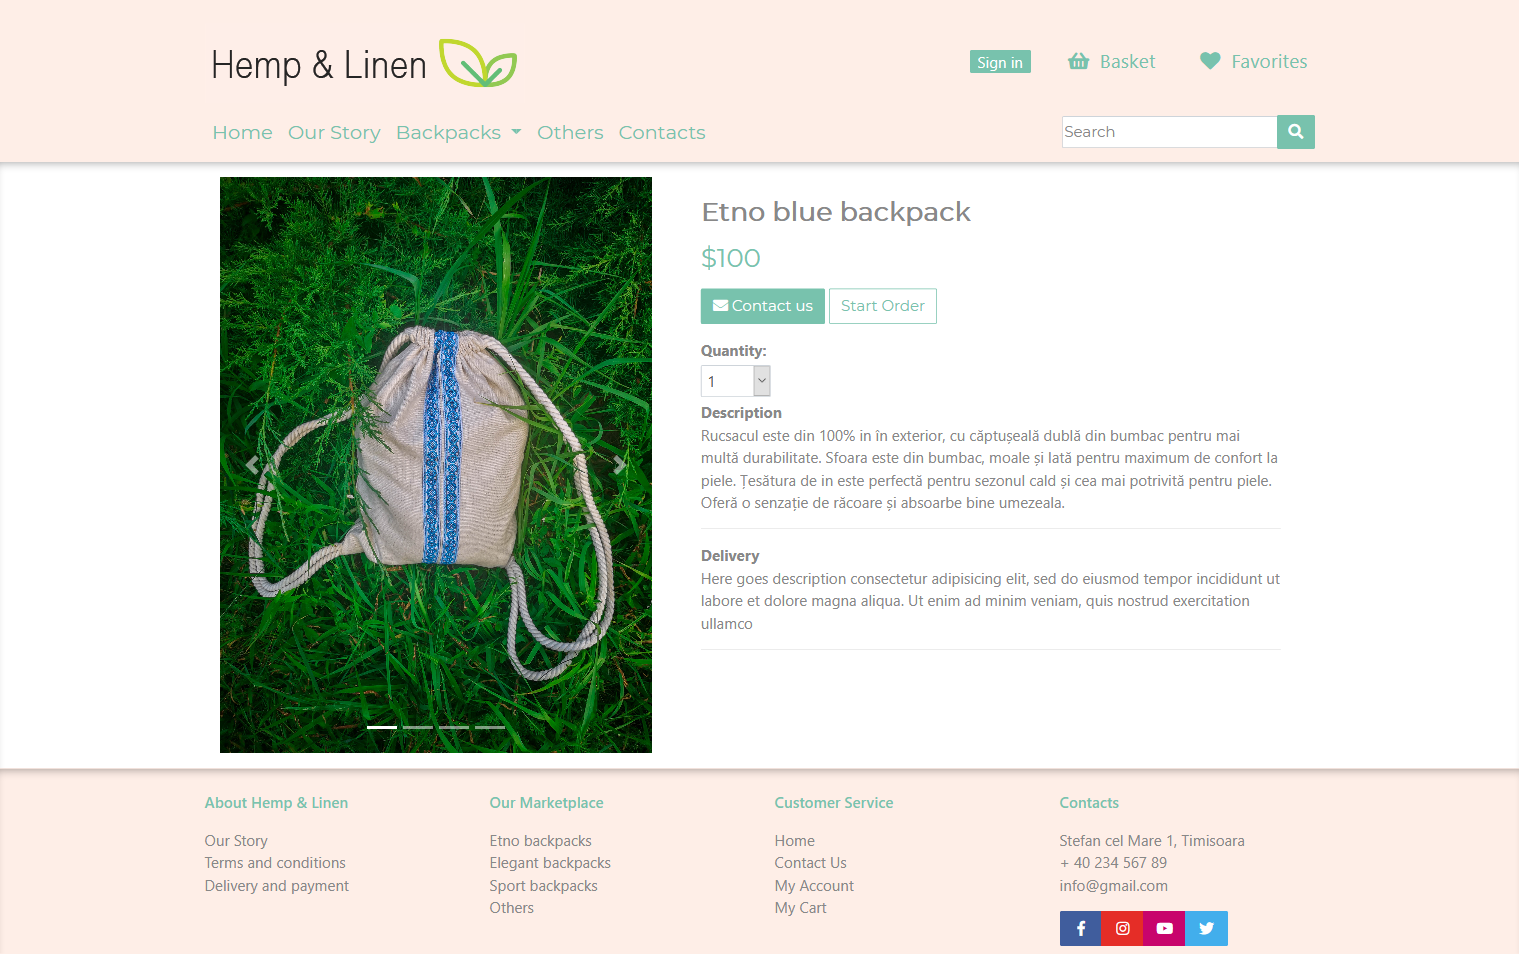 Hemp & Linen
Sign in
Basket
Favorites
Home
Our Story
Backpacks
Others
Contacts
Search
Etno blue backpack
$100
Contact us
Start Order
Quantity:
1
Description
Rucsacul este din 100% in în exterior, cu căptușeală dublă din bumbac pentru mai
multă durabilitate. Sfoara este din bumbac, moale și lată pentru maximum de confort la
piele. Țesătura de in este perfectă pentru sezonul cald și cea mai potrivită pentru piele.
Oferă o senzație de răcoare și absoarbe bine umezeala.
Delivery
Here goes description consectetur adipisicing elit, sed do eiusmod tempor incididunt ut
labore et dolore magna aliqua. Ut enim ad minim veniam, quis nostrud exercitation
ullamco
About Hemp & Linen
Our Story
Terms and conditions
Delivery and payment
Our Marketplace
Etno backpacks
Elegant backpacks
Sport backpacks
Others
Customer Service
Home
Contact Us
My Account
My Cart
Contacts
Stefan cel Mare 1, Timisoara
+ 40 234 567 89
info@gmail.com